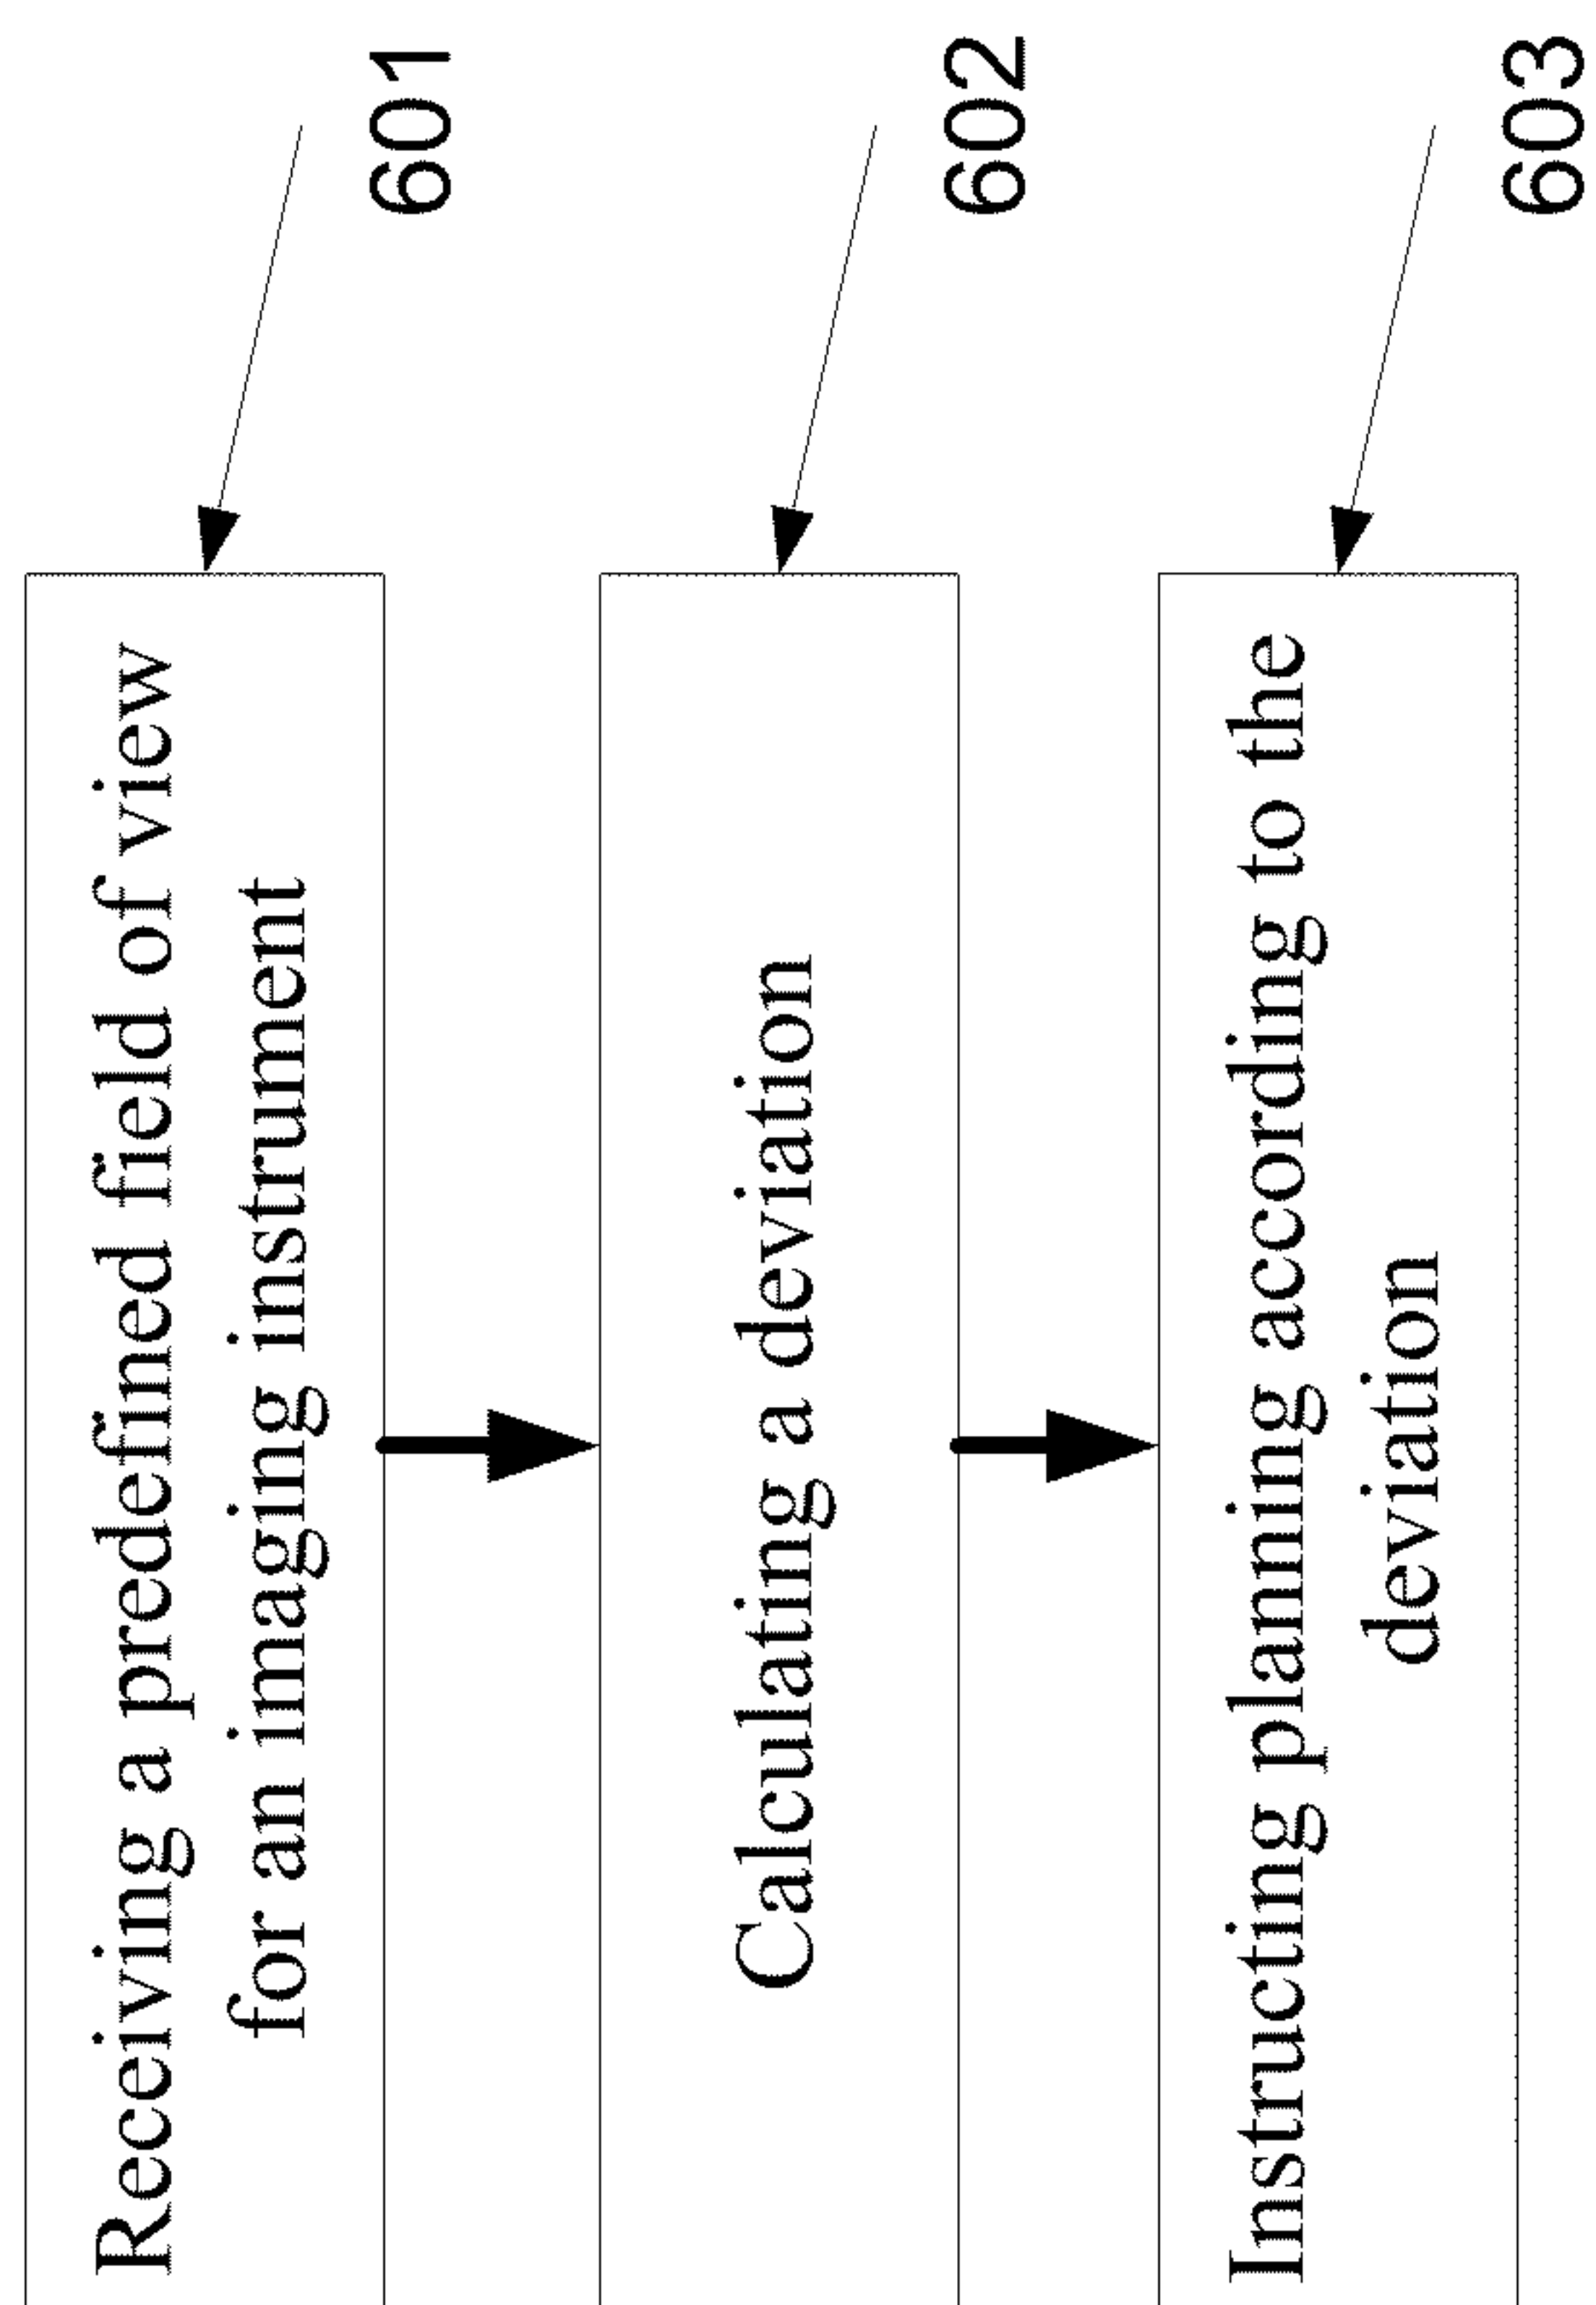 Receiving a predefined field of view
for an imaging instrument
601
Calculating a deviation
602
Instructing planning according to the
deviation
603